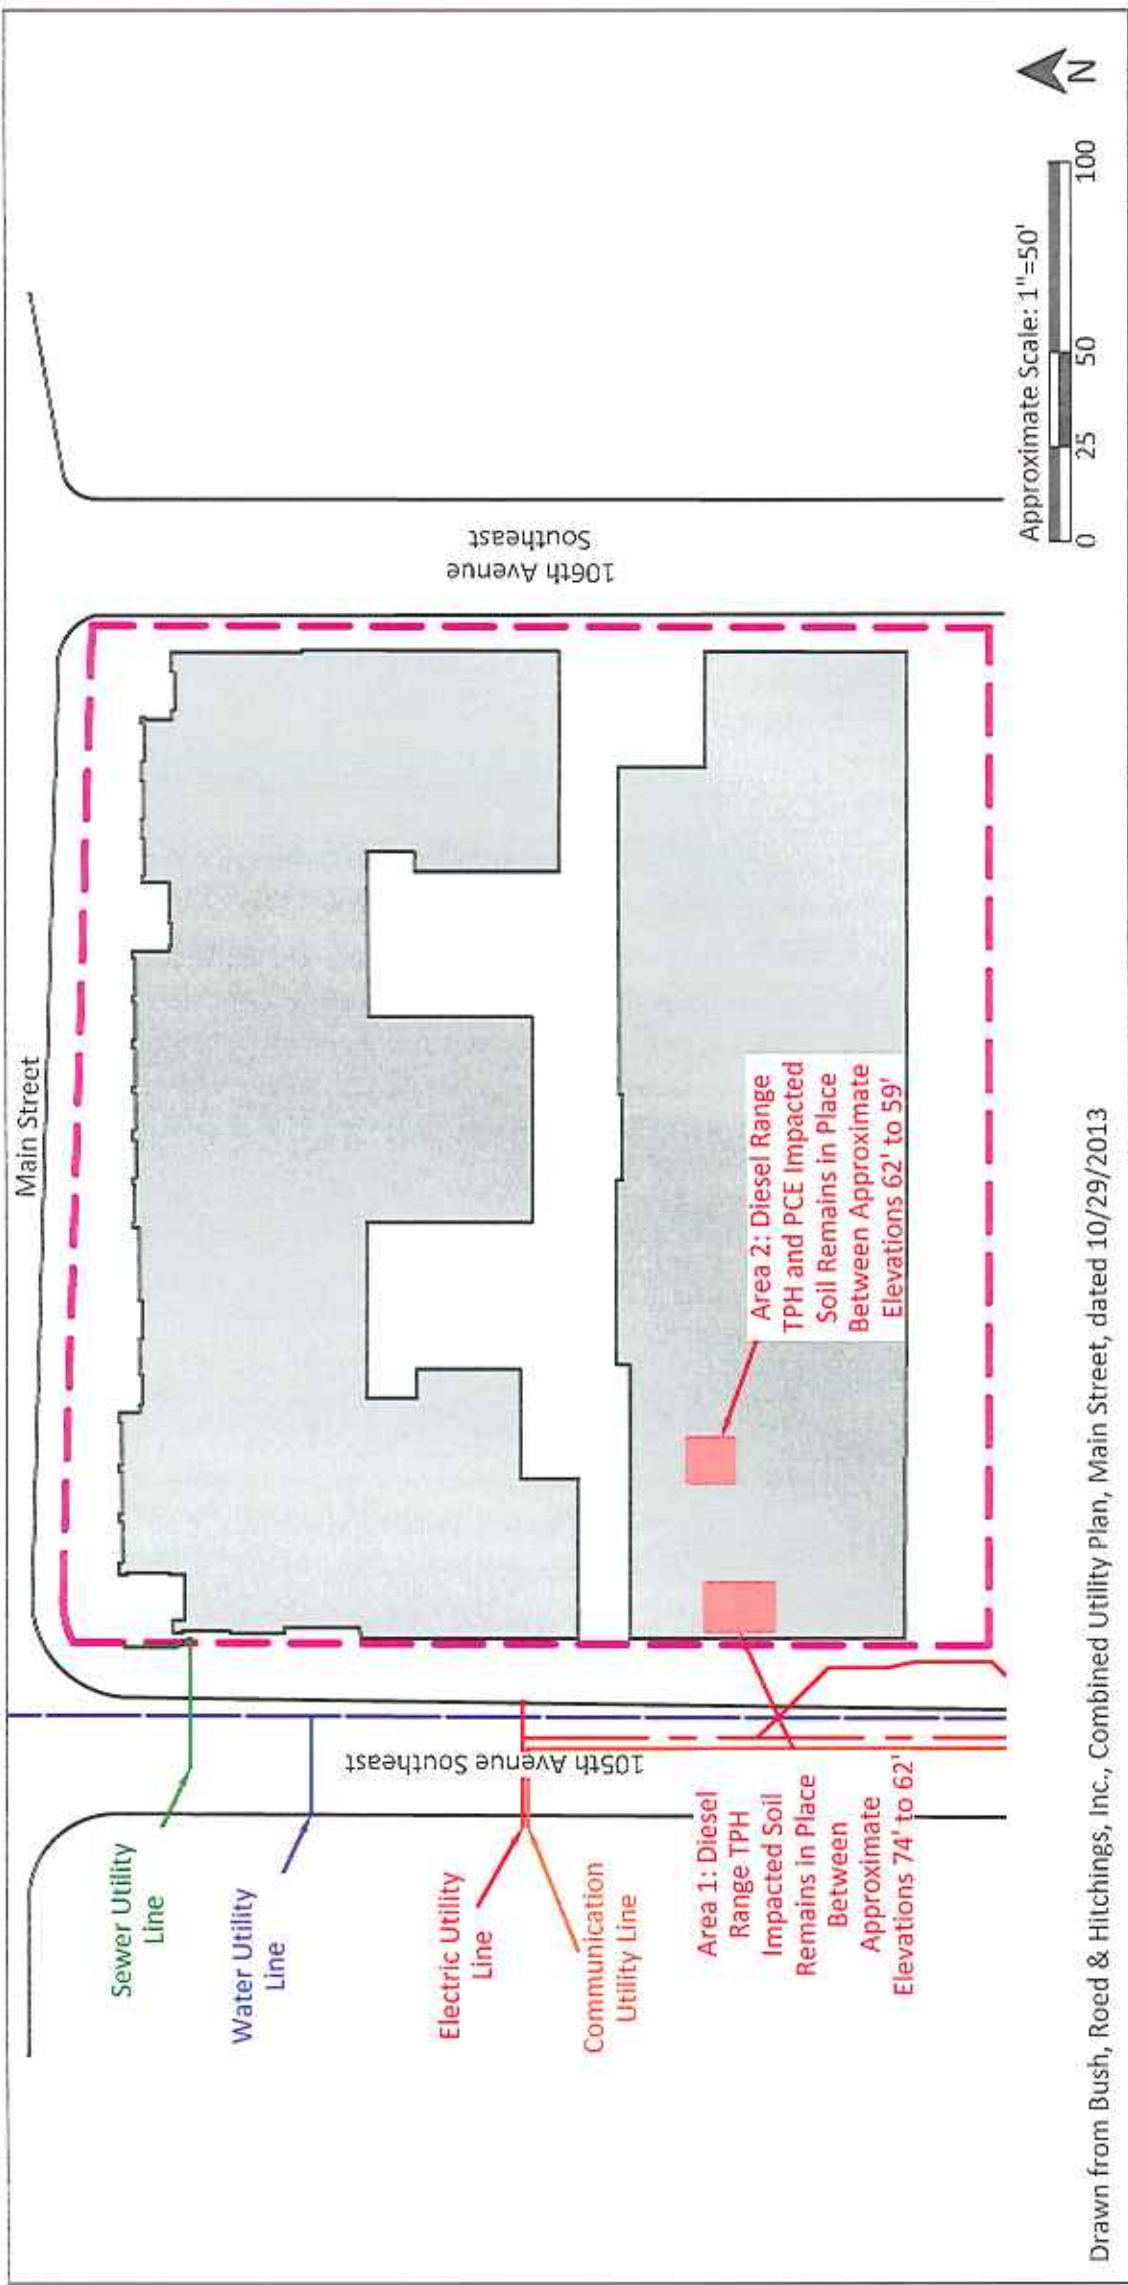 Main Street
106th Avenue
Southeast
105th Avenue Southeast
Sewer Utility
Line
Water Utility
Line
Electric Utility
Line
Communication
Utility Line
Area 1: Diesel
Range TPH
Impacted Soil
Remains in Place
Between
Approximate
Elevations 74' to 62'
Area 2: Diesel Range
TPH and PCE Impacted
Soil Remains in Place
Between Approximate
Elevations 62' to 59'
Approximate Scale: 1"=50'
0 25 50 100
N
Drawn from Bush, Roed & Hitchings, Inc., Combined Utility Plan, Main Street, dated 10/29/2013